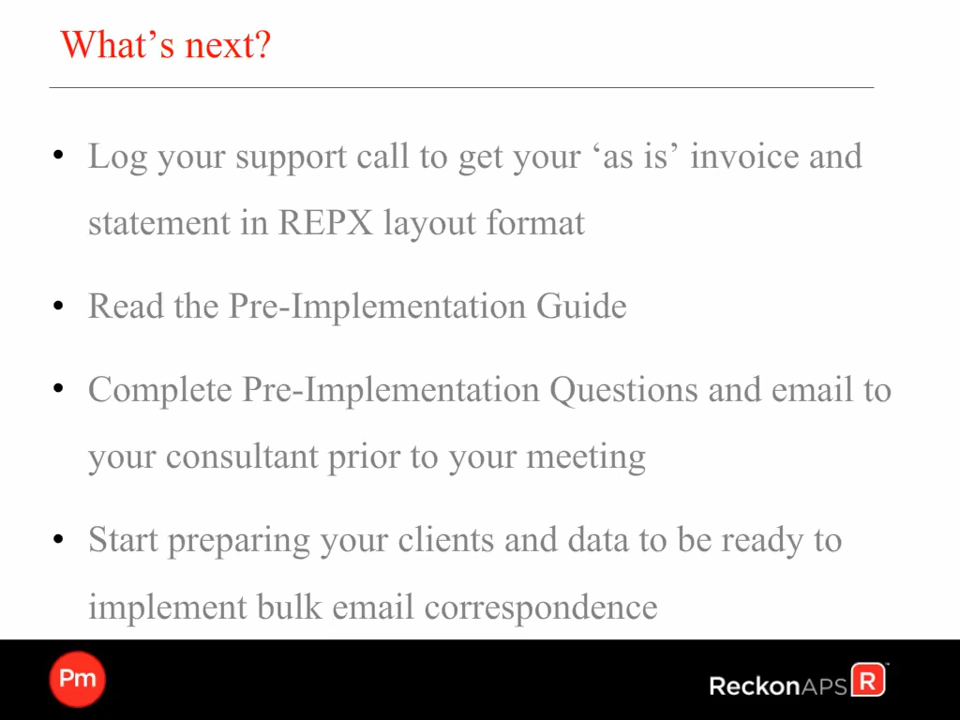 What’s next?
• Log your support call to get your ‘as is’ invoice and
statement in REPX layout format
• Read the Pre-Implementation Guide
• Complete Pre-Implementation Questions and email to
your consultant prior to your meeting
• Start preparing your clients and data to be ready to
implement bulk email correspondence
Pm
ReckonAPS R ™